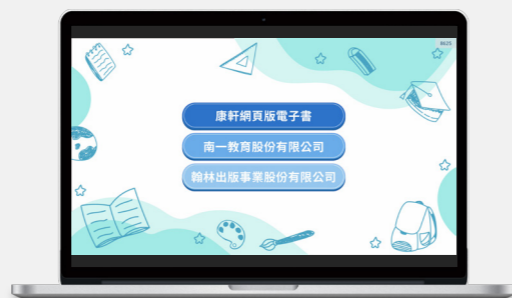 康軒網頁版電子書
南一教育股份有限公司
翰林出版事業股份有限公司